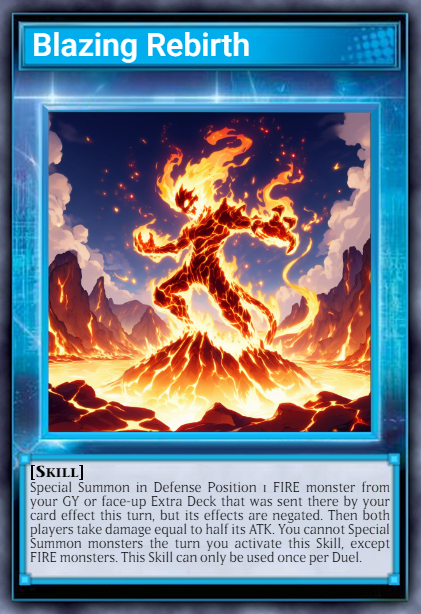 Blazing Rebirth
[SKILL]
Special Summon in Defense Position 1 FIRE monster from
your GY or face-up Extra Deck that was sent there by your
card effect this turn, but its effects are negated. Then both
players take damage equal to half its ATK. You cannot Special
Summon monsters the turn you activate this Skill, except
FIRE monsters. This Skill can only be used once per Duel.